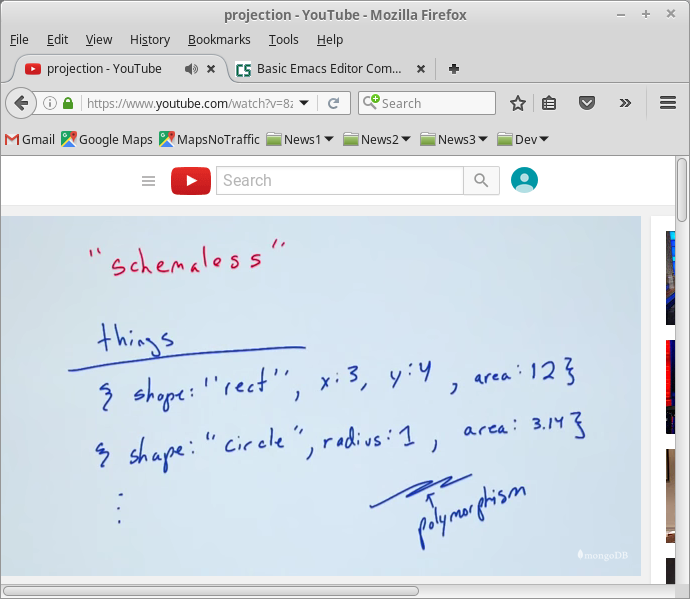 projection - YouTube - Mozilla Firefox
File Edit View History Bookmarks Tools Help
projection - YouTube
Basic Emacs Editor Com...
https://www.youtube.com/watch?v=8z
Search
Gmail Google Maps MapsNoTraffic News1 News2 News3 Dev
Search
"schemaless"
things
{ shape: "rect", x: 3, y: 4, area: 12 }
{ shape: "circle", radius: 1, area: 3.14 }
⋮
polymorphism
mongoDB